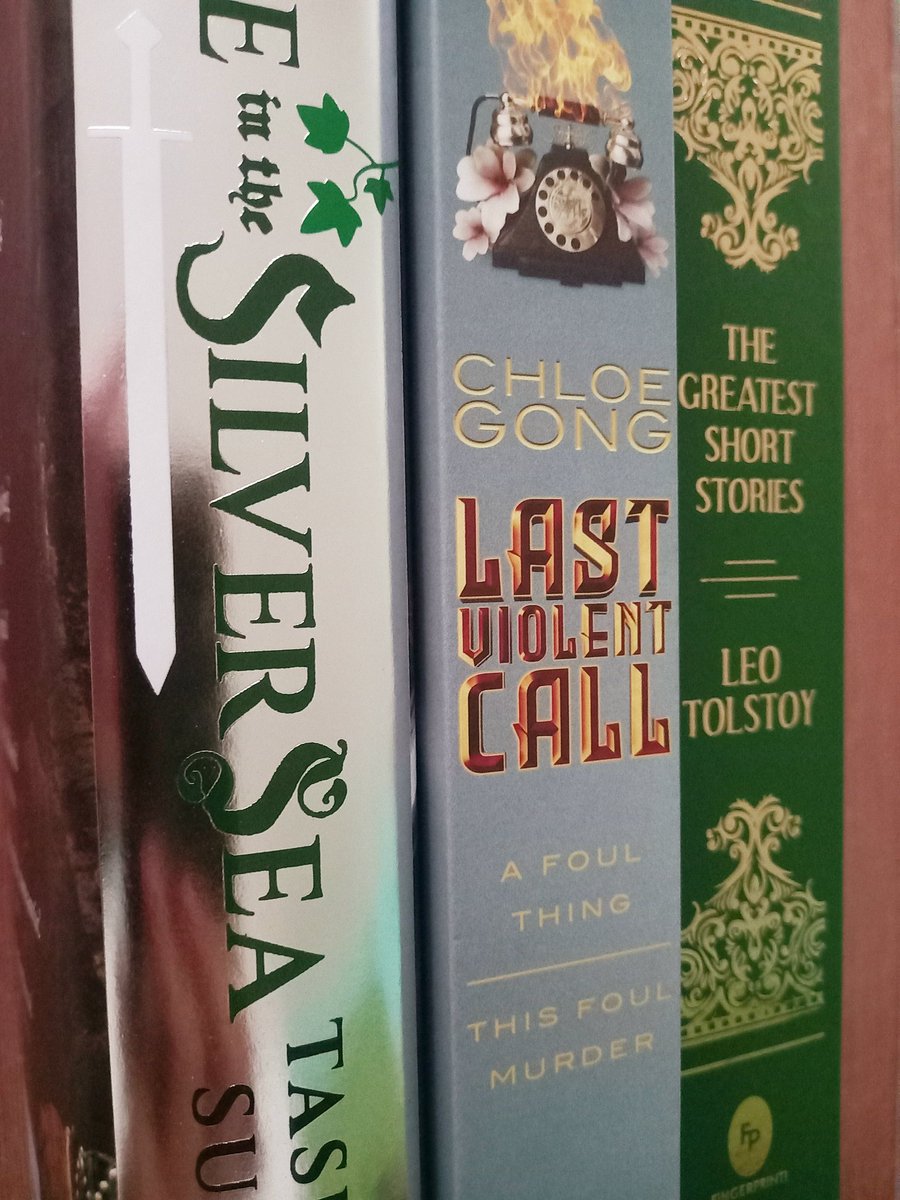 in the
SILVER SEA
TAS
SU
CHLOE
GONG
LAST
VIOLENT
CALL
A FOUL
THING
THIS FOUL
MURDER
THE
GREATEST
SHORT
STORIES
LEO
TOLSTOY
FP